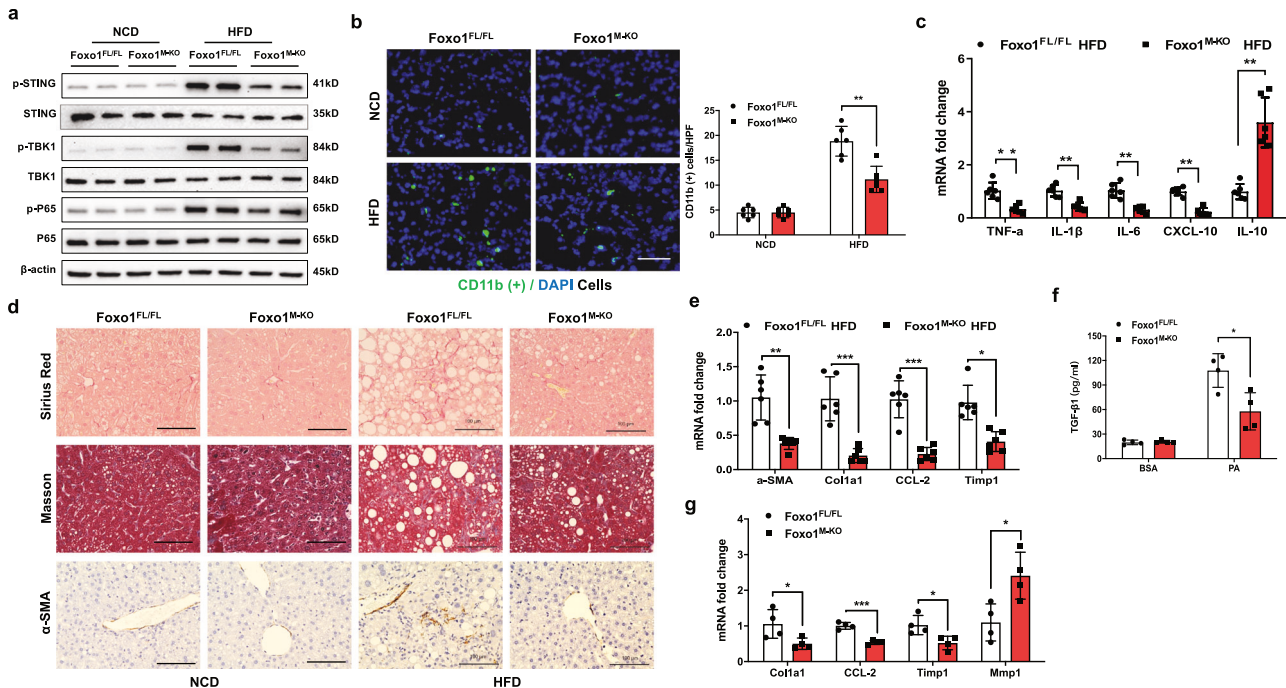 a
NCD HFD
Foxo1FL/FL Foxo1M-KO Foxo1FL/FL Foxo1M-KO
p-STING 41kD
STING 35kD
p-TBK1 84kD
TBK1 84kD
p-P65 65kD
P65 65kD
β-actin 45kD
b
Foxo1FL/FL Foxo1M-KO
NCD
HFD
CD11b (+) / DAPI Cells
Foxo1FL/FL
Foxo1M-KO
CD11b (+) cells/HPF
25
20
15
10
5
0
**
NCD HFD
c
Foxo1FL/FL HFD Foxo1M-KO HFD
mRNA fold change
6
4
2
0
* * ** ** ** **
TNF-a IL-1β IL-6 CXCL-10 IL-10
d
Foxo1FL/FL Foxo1M-KO Foxo1FL/FL Foxo1M-KO
Sirius Red
Masson
α-SMA
100 μm
NCD HFD
e
Foxo1FL/FL HFD Foxo1M-KO HFD
mRNA fold change
2.0
1.5
1.0
0.5
0.0
** *** *** *
a-SMA Col1a1 CCL-2 Timp1
f
Foxo1FL/FL
Foxo1M-KO
TGF-β1 (pg/ml)
150
120
90
60
30
0
*
BSA PA
g
Foxo1FL/FL
Foxo1M-KO
mRNA fold change
4
3
2
1
0
* *** * *
Col1a1 CCL-2 Timp1 Mmp1